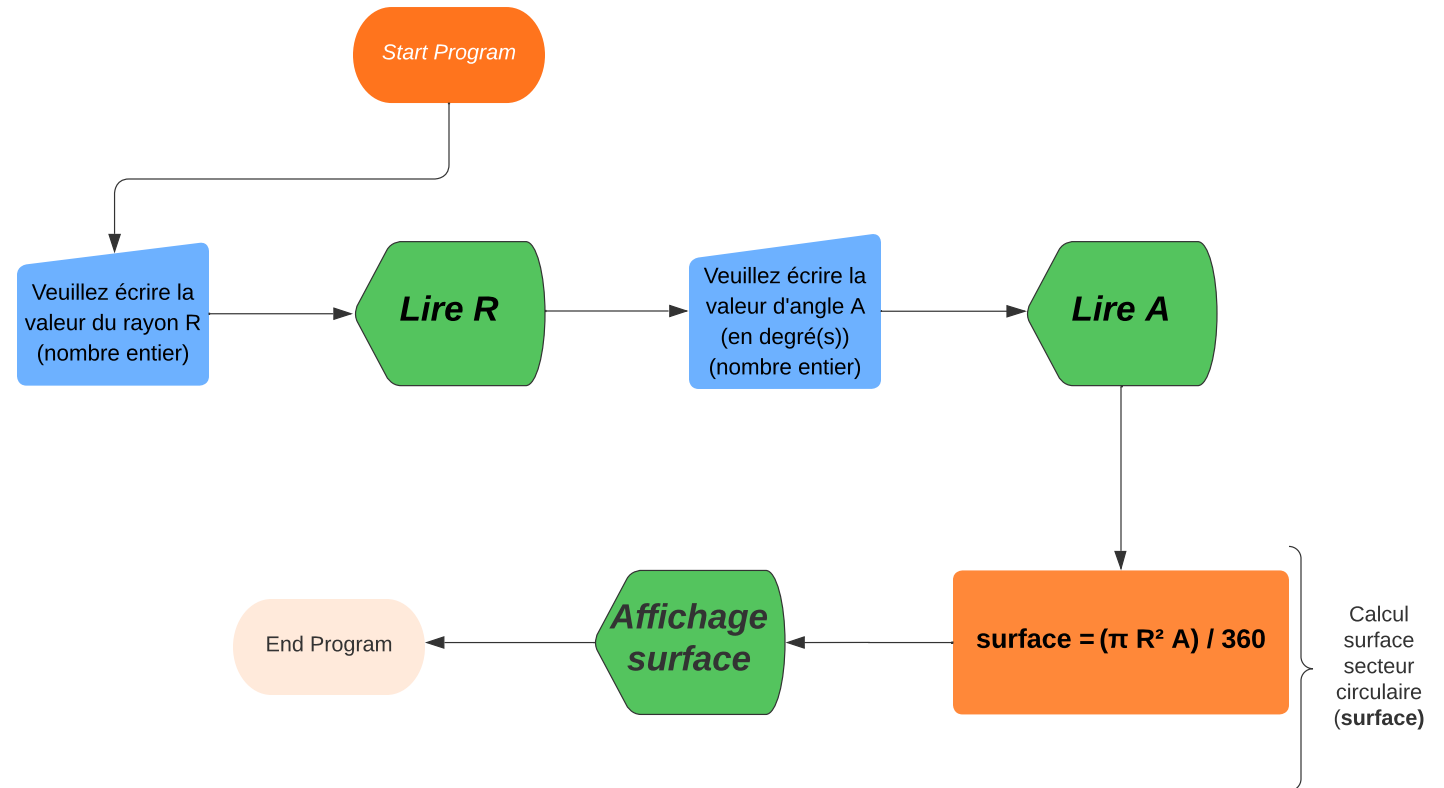 Start Program
Veuillez écrire la
valeur du rayon R
(nombre entier)
Lire R
Veuillez écrire la
valeur d'angle A
(en degré(s))
(nombre entier)
Lire A
surface = (π R² A) / 360
Calcul
surface
secteur
circulaire
(surface)
Affichage
surface
End Program